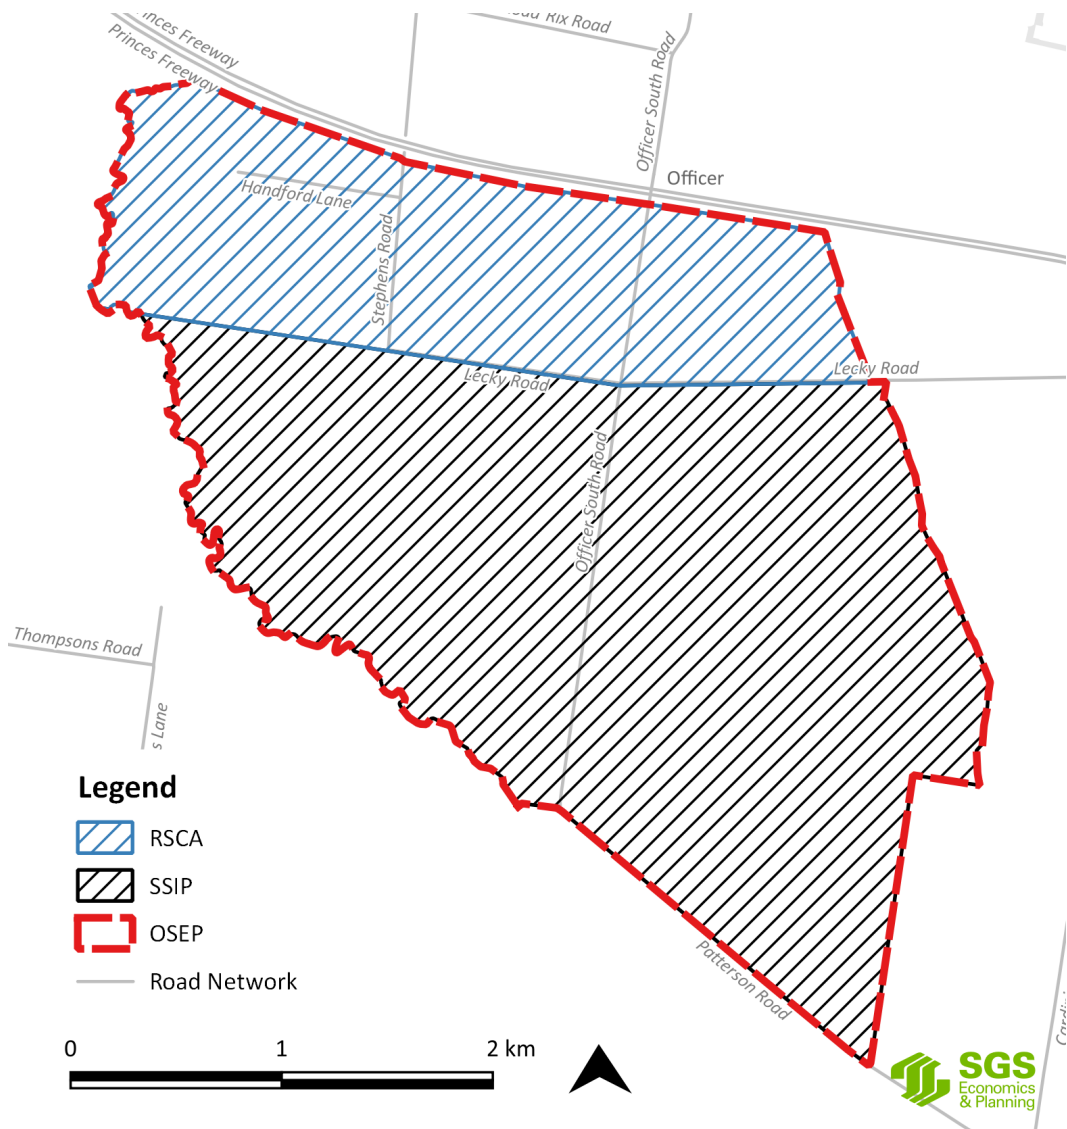 Princes Freeway
Princes Freeway
Rix Road
Officer South Road
Officer
Handford Lane
Stephens Road
Lecky Road
Lecky Road
Officer South Road
Thompsons Road
s Lane
Patterson Road
Legend
RSCA
SSIP
OSEP
Road Network
0 1 2 km
SGS
Economics
& Planning